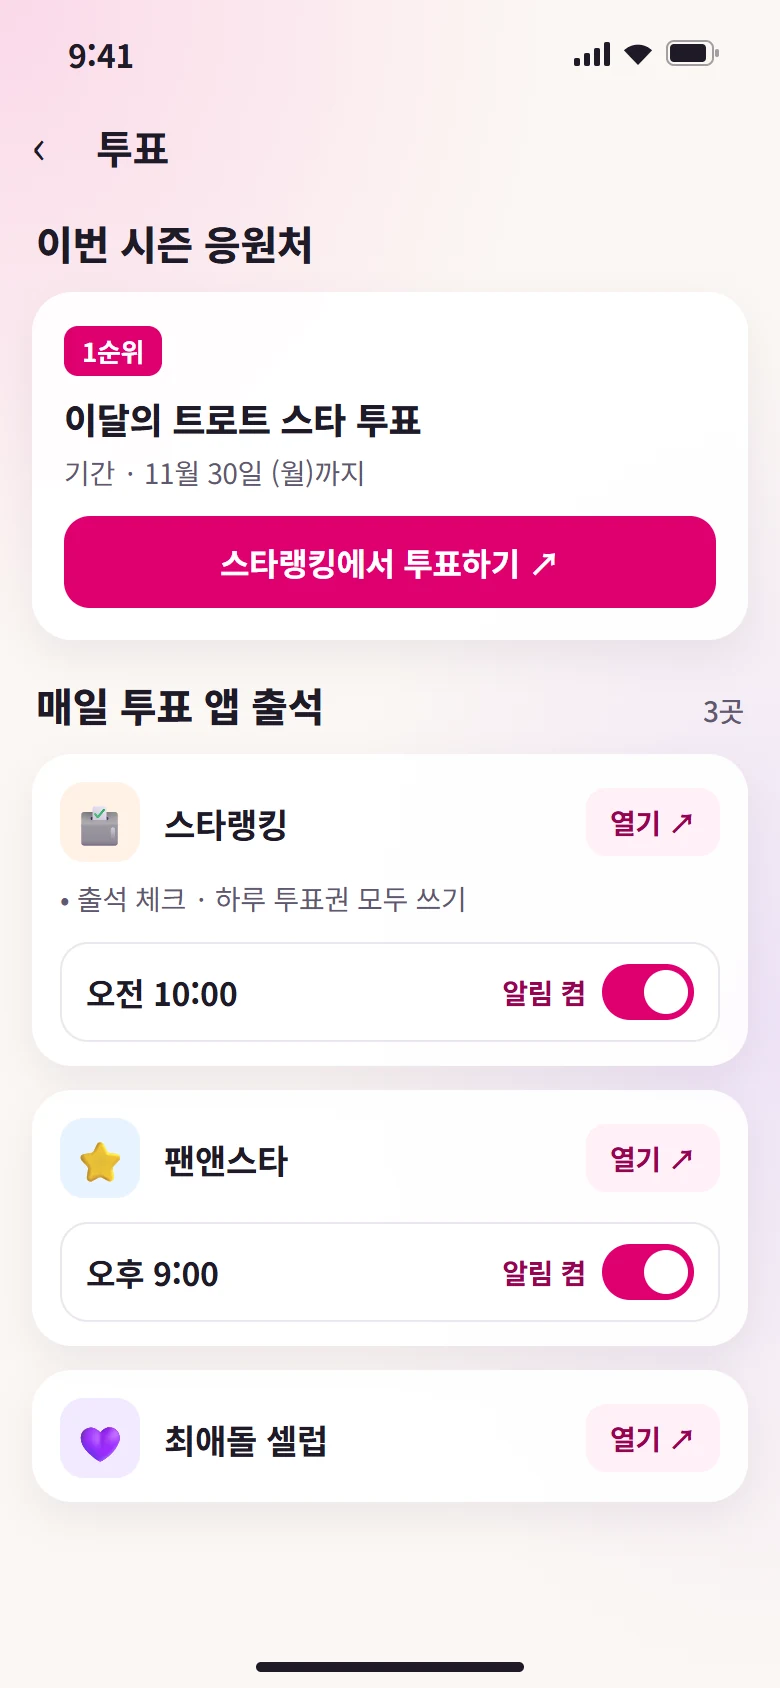 9:41
‹ 투표
이번 시즌 응원처
1순위
이달의 트로트 스타 투표
기간 · 11월 30일 (월)까지
스타랭킹에서 투표하기 ↗
매일 투표 앱 출석 3곳
스타랭킹 열기 ↗
• 출석 체크 · 하루 투표권 모두 쓰기
오전 10:00 알림 켬
팬앤스타 열기 ↗
오후 9:00 알림 켬
최애돌 셀럽 열기 ↗